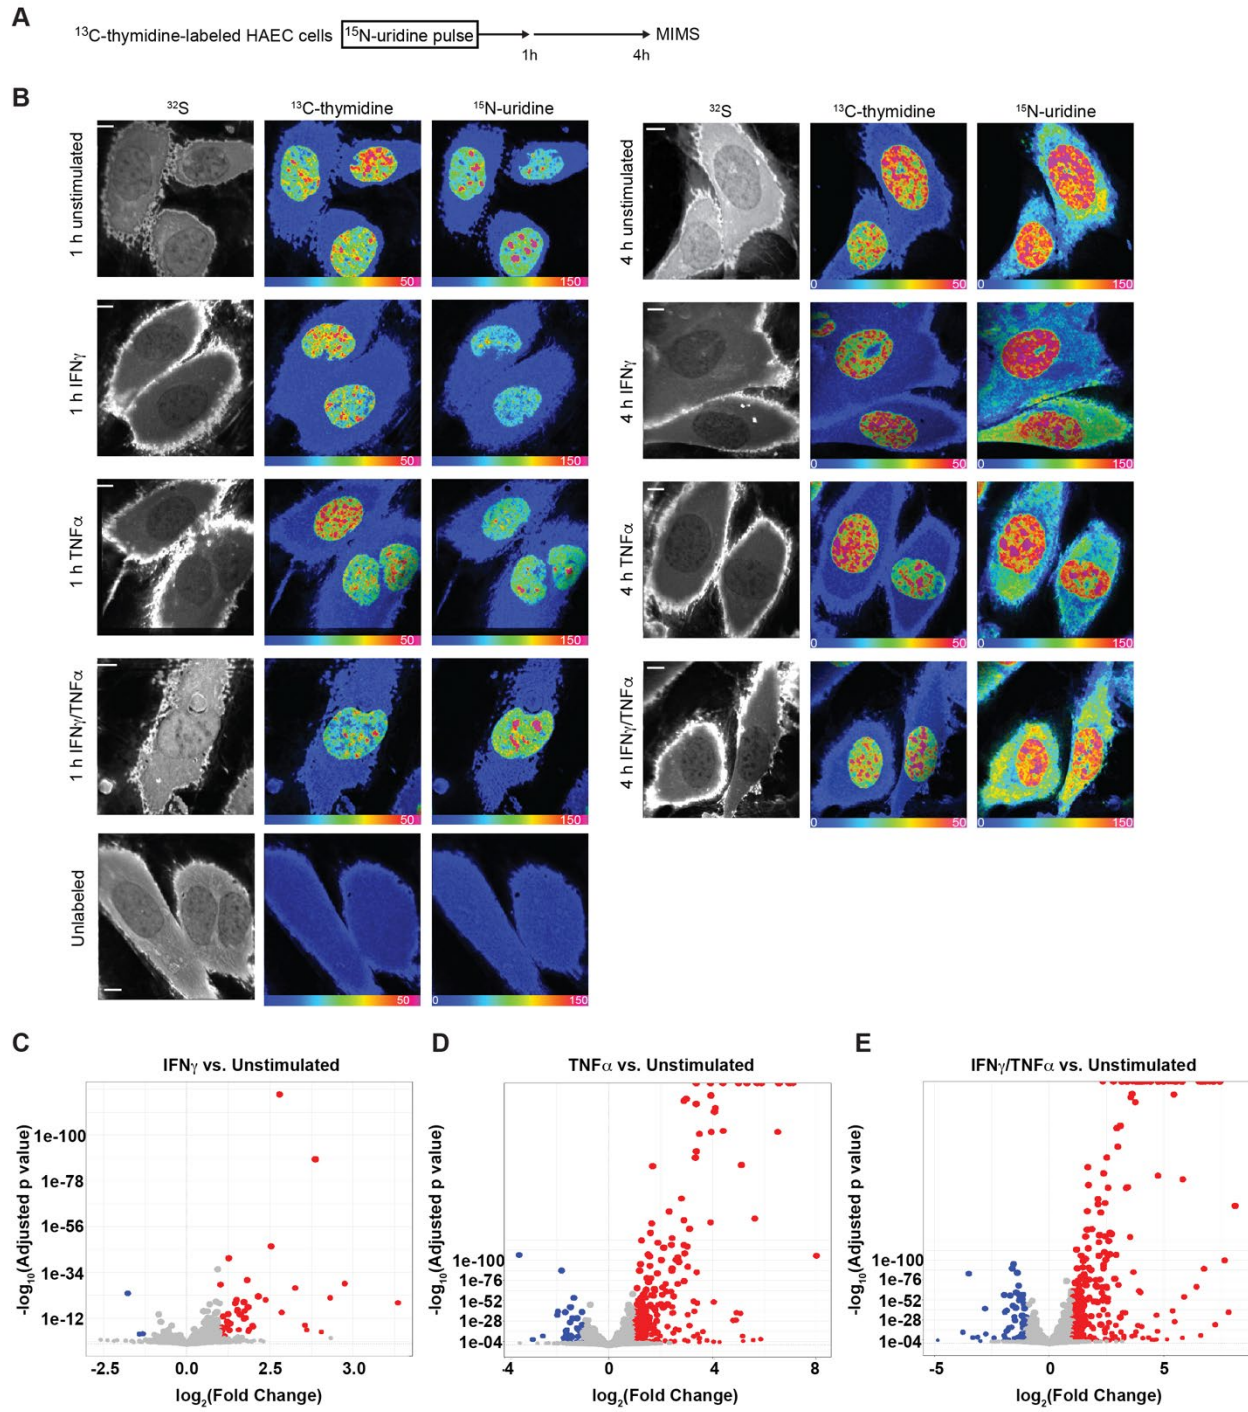 A
¹³C-thymidine-labeled HAEC cells ¹⁵N-uridine pulse MIMS
1h 4h
B
³²S ¹³C-thymidine ¹⁵N-uridine
1 h unstimulated
50 150
1 h IFNγ
50 150
1 h TNFα
50 150
1 h IFNγ/TNFα
50 150
Unlabeled
50 0 150
³²S ¹³C-thymidine ¹⁵N-uridine
4 h unstimulated
0 50 0 150
4 h IFNγ
0 50 0 150
4 h TNFα
0 50 0 150
4 h IFNγ/TNFα
0 50 0 150
C
IFNγ vs. Unstimulated
-log₁₀(Adjusted p value)
1e-100
1e-78
1e-56
1e-34
1e-12
-2.5 0.0 2.5 3.0
log₂(Fold Change)
D
TNFα vs. Unstimulated
-log₁₀(Adjusted p value)
1e-100
1e-76
1e-52
1e-28
1e-04
-4 0 4 8
log₂(Fold Change)
E
IFNγ/TNFα vs. Unstimulated
-log₁₀(Adjusted p value)
1e-100
1e-76
1e-52
1e-28
1e-04
-5 0 5
log₂(Fold Change)